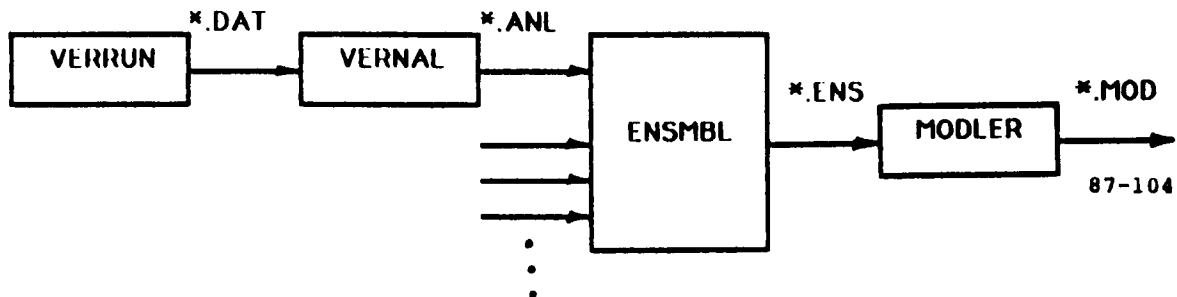 *.DAT
*.ANL
VERRUN
VERNAL
ENSMBL
*.ENS
*.MOD
MODLER
87-104